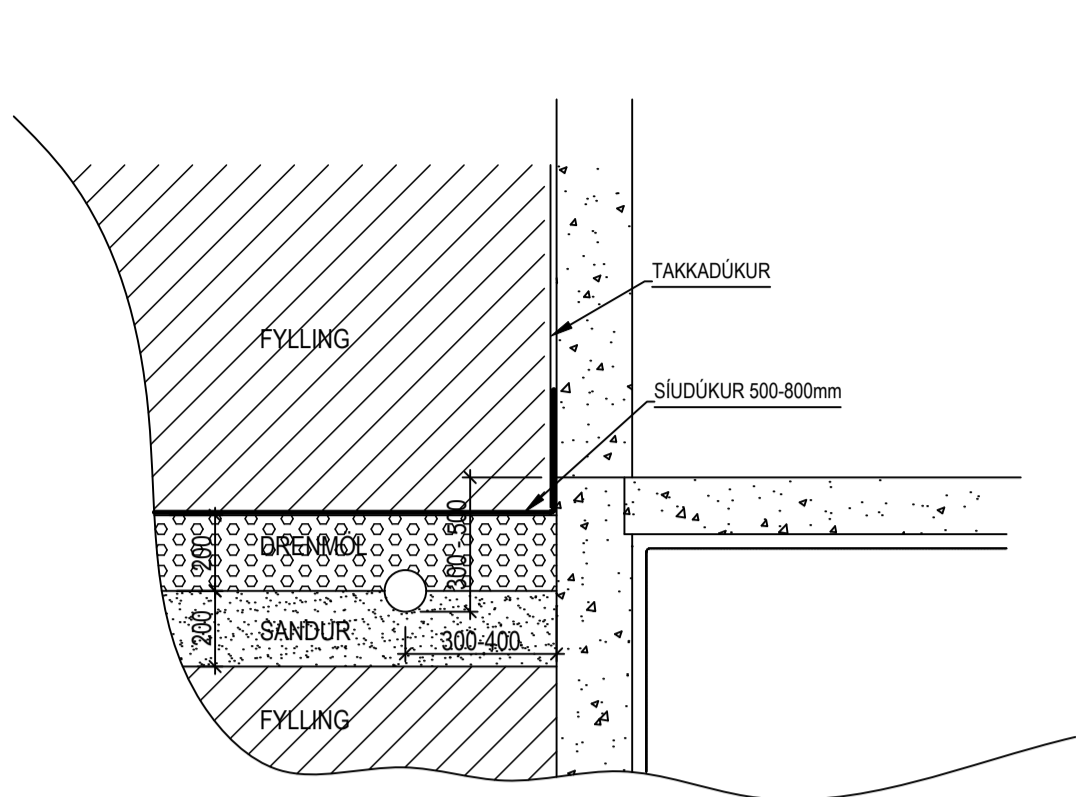 TAKKADÚKUR
FYLLING
SÍUDÚKUR 500-800mm
300 - 500
200
DRENMÖL
200
SANDUR
300-400
FYLLING